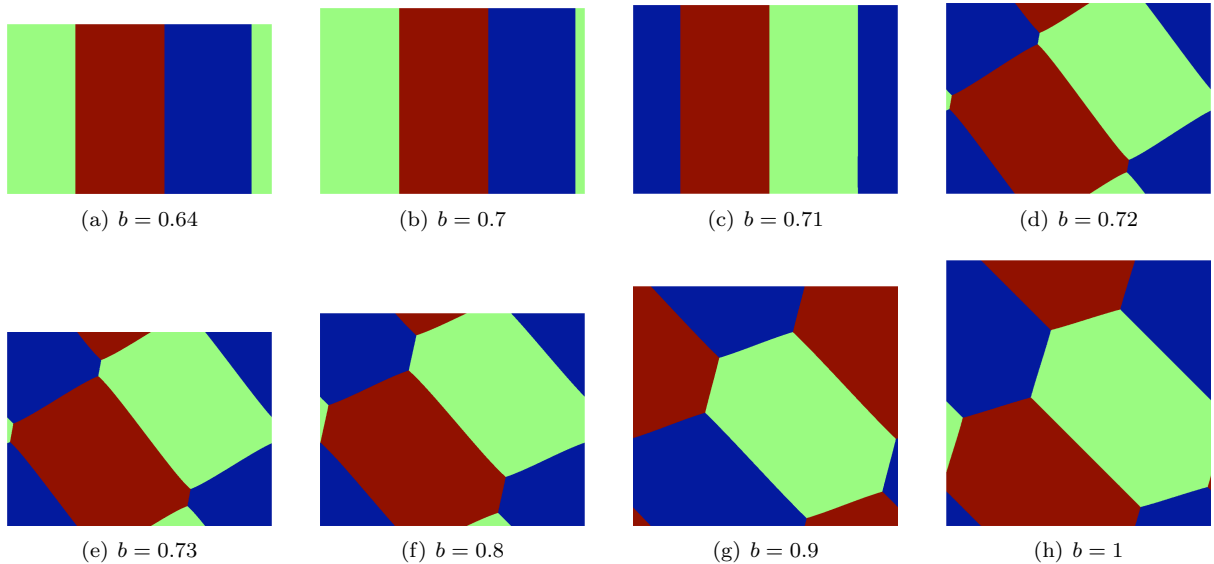 (a) b = 0.64
(b) b = 0.7
(c) b = 0.71
(d) b = 0.72
(e) b = 0.73
(f) b = 0.8
(g) b = 0.9
(h) b = 1